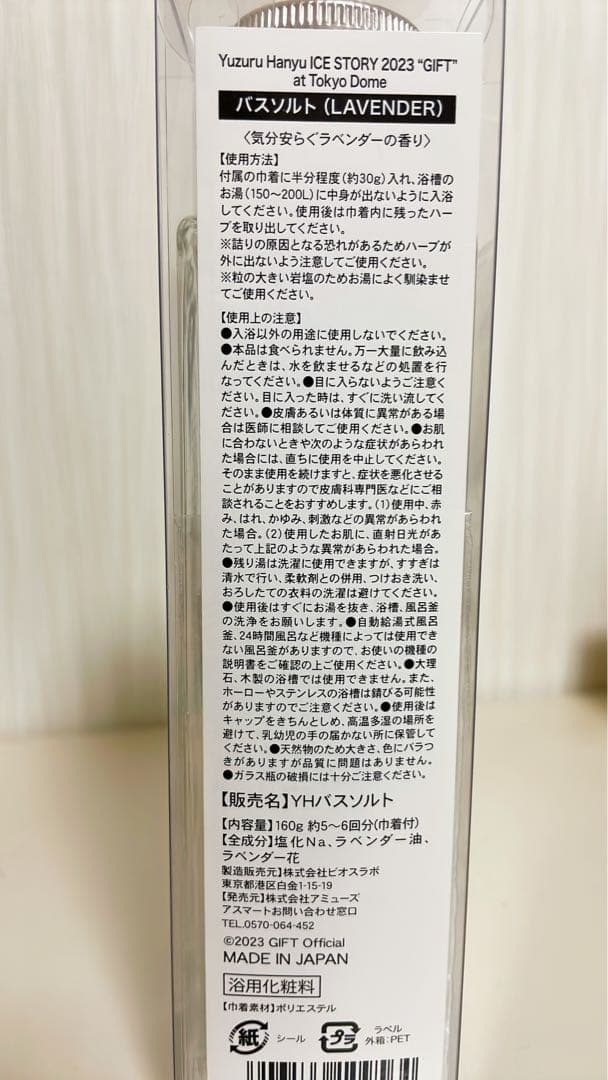 Yuzuru Hanyu ICE STORY 2023 “GIFT”
at Tokyo Dome
バスソルト（LAVENDER）
〈気分安らぐラベンダーの香り〉
【使用方法】
付属の巾着に半分程度（約30g）入れ、浴槽の
お湯（150〜200L）に中身が出ないように入浴
してください。使用後は巾着内に残ったハー
ブを取り出してください。
※詰りの原因となる恐れがあるためハーブが
外に出ないよう注意してご使用ください。
※粒の大きい岩塩のためお湯によく馴染ませ
てご使用ください。
【使用上の注意】
●入浴以外の用途に使用しないでください。
●本品は食べられません。万一大量に飲み込
んだときは、水を飲ませるなどの処置を行
なってください。●目に入らないようご注意く
ださい。目に入った時は、すぐに洗い流してく
ださい。●皮膚あるいは体質に異常がある場
合は医師に相談してご使用ください。●お肌
に合わないときや次のような症状があらわれ
た場合には、直ちに使用を中止してください。
そのまま使用を続けますと、症状を悪化させる
ことがありますので皮膚科専門医などにご相
談されることをおすすめします。（1）使用中、赤
み、はれ、かゆみ、刺激などの異常があらわれ
た場合。（2）使用したお肌に、直射日光があ
たって上記のような異常があらわれた場合。
●残り湯は洗濯に使用できますが、すすぎは
清水で行い、柔軟剤との併用、つけおき洗い、
おろしたての衣料の洗濯は避けてください。
●使用後はすぐにお湯を抜き、浴槽、風呂釜
の洗浄をお願いします。●自動給湯式風呂
釜、24時間風呂など機種によっては使用でき
ない風呂釜がありますので、お使いの機種の
説明書をご確認の上ご使用ください。●大理
石、木製の浴槽では使用できません。また、
ホーローやステンレスの浴槽は錆びる可能性
がありますのでご注意ください。●使用後は
キャップをきちんとしめ、高温多湿の場所を
避けて、乳幼児の手の届かない所に保管して
ください。●天然物のため大きさ、色にバラつ
きがありますが品質に問題はありません。
●ガラス瓶の破損には十分ご注意ください。
【販売名】YHバスソルト
【内容量】160g 約5〜6回分（巾着付）
【全成分】塩化Na、ラベンダー油、
ラベンダー花
製造販売元】株式会社ビオスラボ
東京都港区白金1-15-19
【発売元】株式会社アミューズ
アスマートお問い合わせ窓口
TEL.0570-064-452
©2023 GIFT Official
MADE IN JAPAN
浴用化粧料
【巾着素材】ポリエステル
紙 シール プラ ラベル
外箱：PET